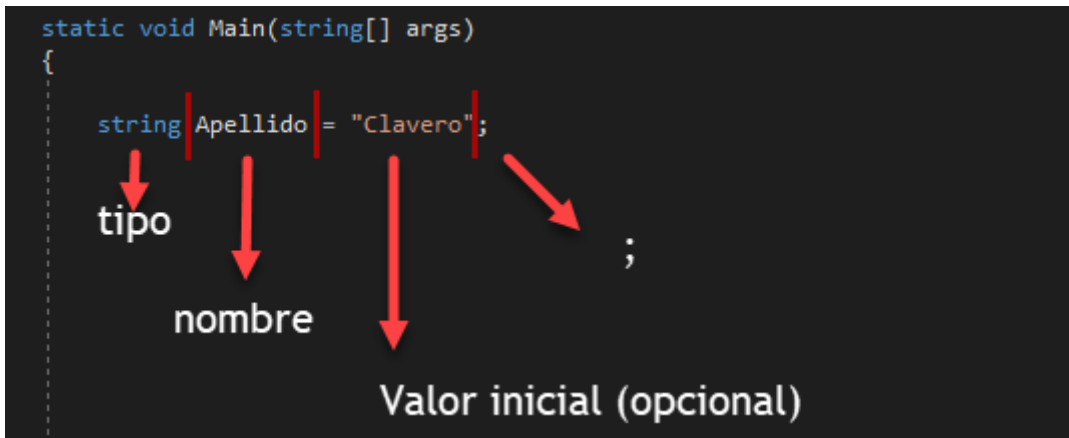 static void Main(string[] args)
{
string Apellido = "Clavero";
tipo
;
nombre
Valor inicial (opcional)